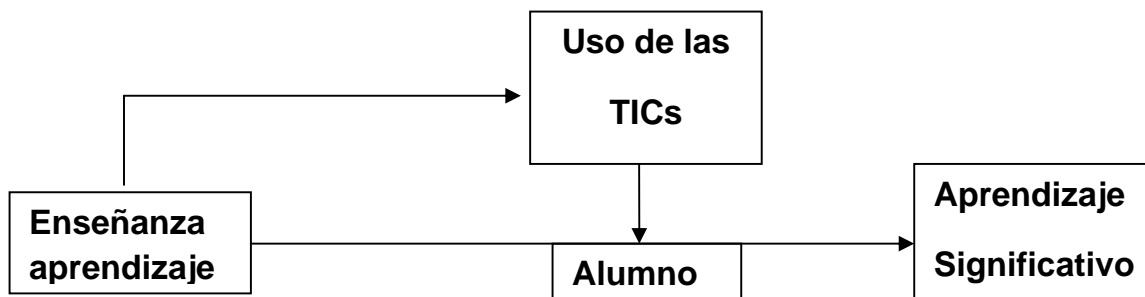 Uso de las
TICs
Enseñanza
aprendizaje
Alumno
Aprendizaje
Significativo